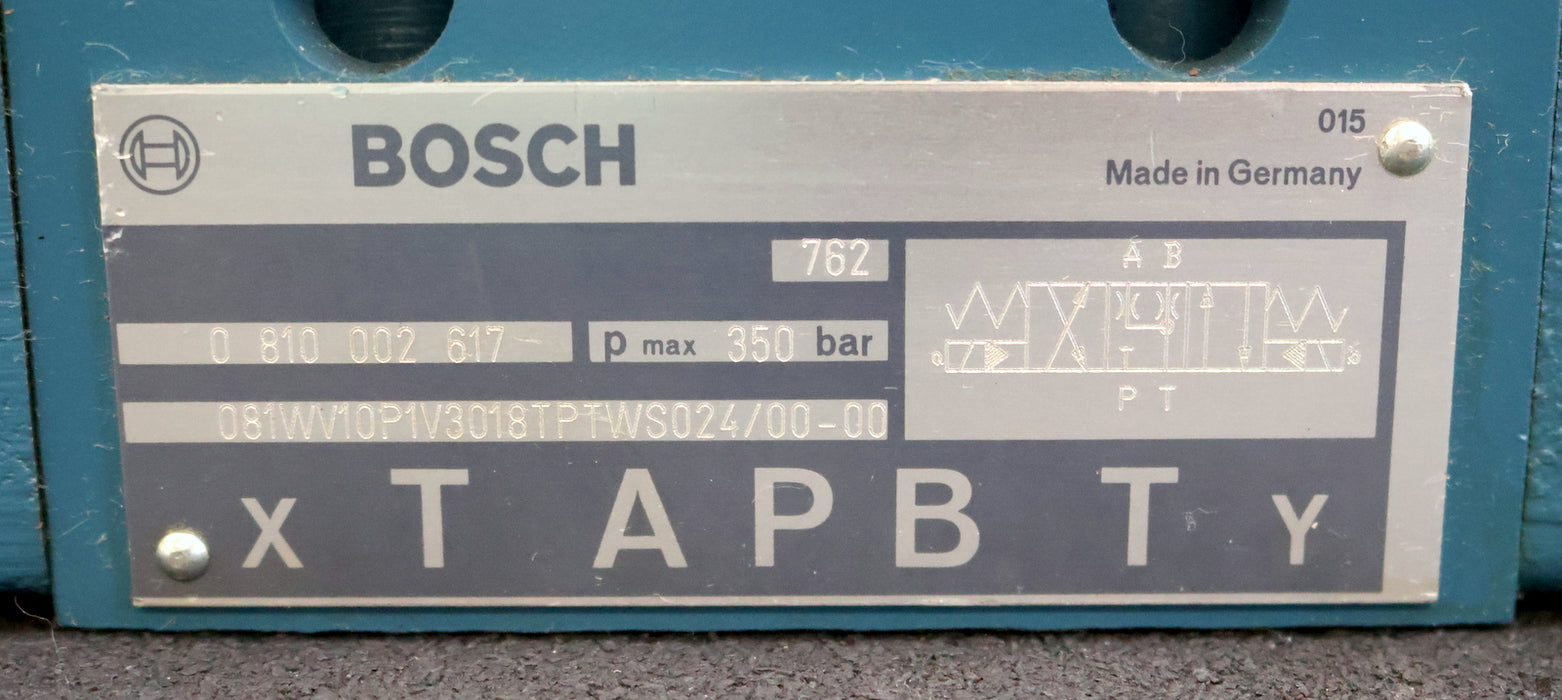 BOSCH
015
Made in Germany
762
0 810 002 617
p max 350 bar
081WV10P1V3018TPTWS024/00-00
A B
a T b
P T
X T A P B T Y